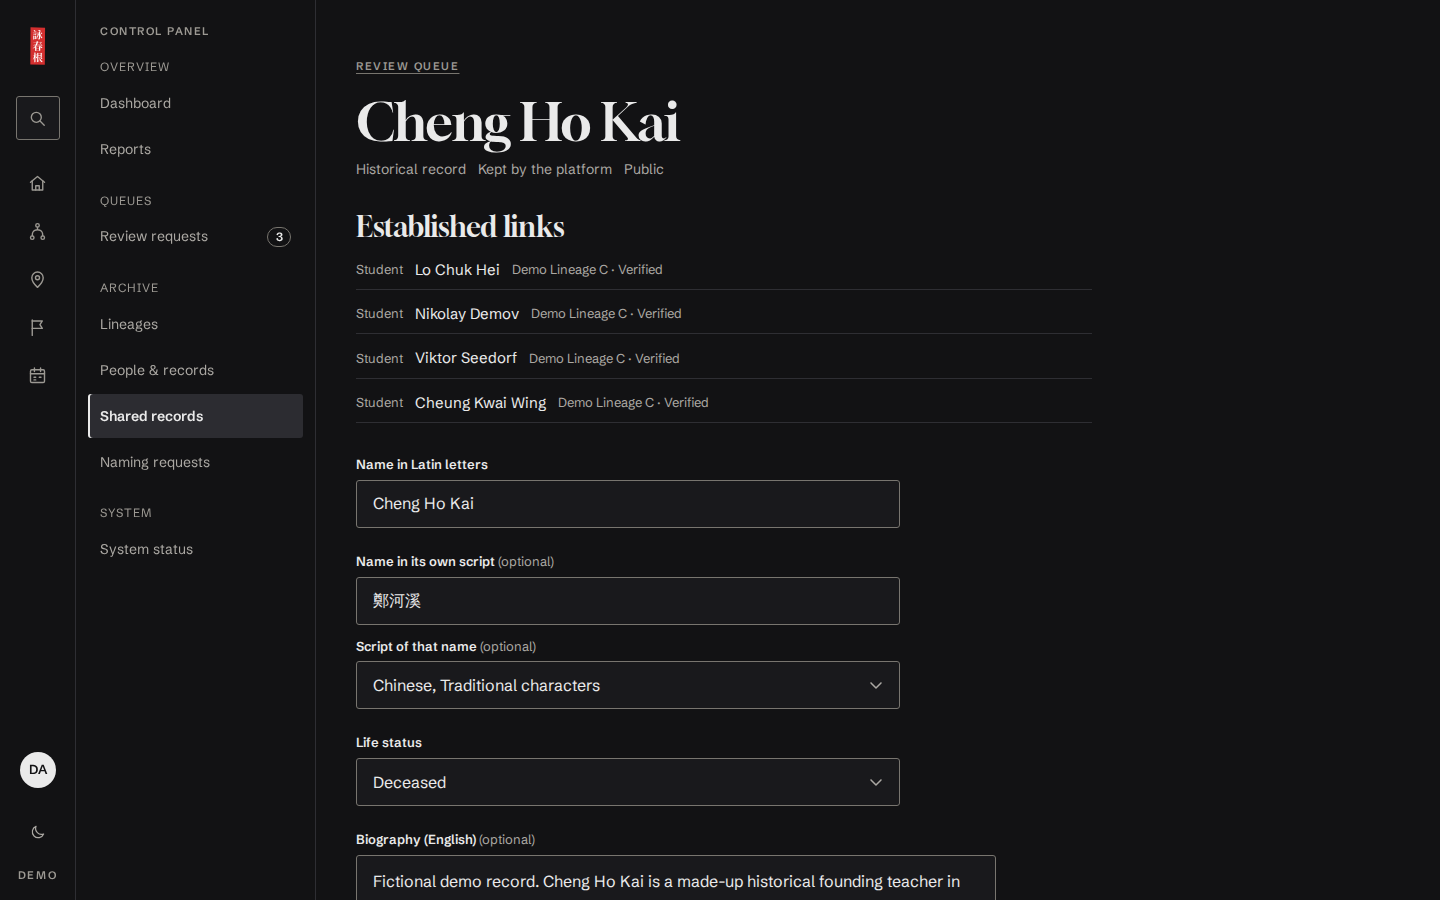 詠春根
CONTROL PANEL
OVERVIEW
Dashboard
Reports
QUEUES
Review requests 3
ARCHIVE
Lineages
People & records
Shared records
Naming requests
SYSTEM
System status
DA
DEMO
REVIEW QUEUE
Cheng Ho Kai
Historical record Kept by the platform Public
Established links
Student Lo Chuk Hei Demo Lineage C · Verified
Student Nikolay Demov Demo Lineage C · Verified
Student Viktor Seedorf Demo Lineage C · Verified
Student Cheung Kwai Wing Demo Lineage C · Verified
Name in Latin letters
Cheng Ho Kai
Name in its own script (optional)
鄭河溪
Script of that name (optional)
Chinese, Traditional characters
Life status
Deceased
Biography (English) (optional)
Fictional demo record. Cheng Ho Kai is a made-up historical founding teacher in